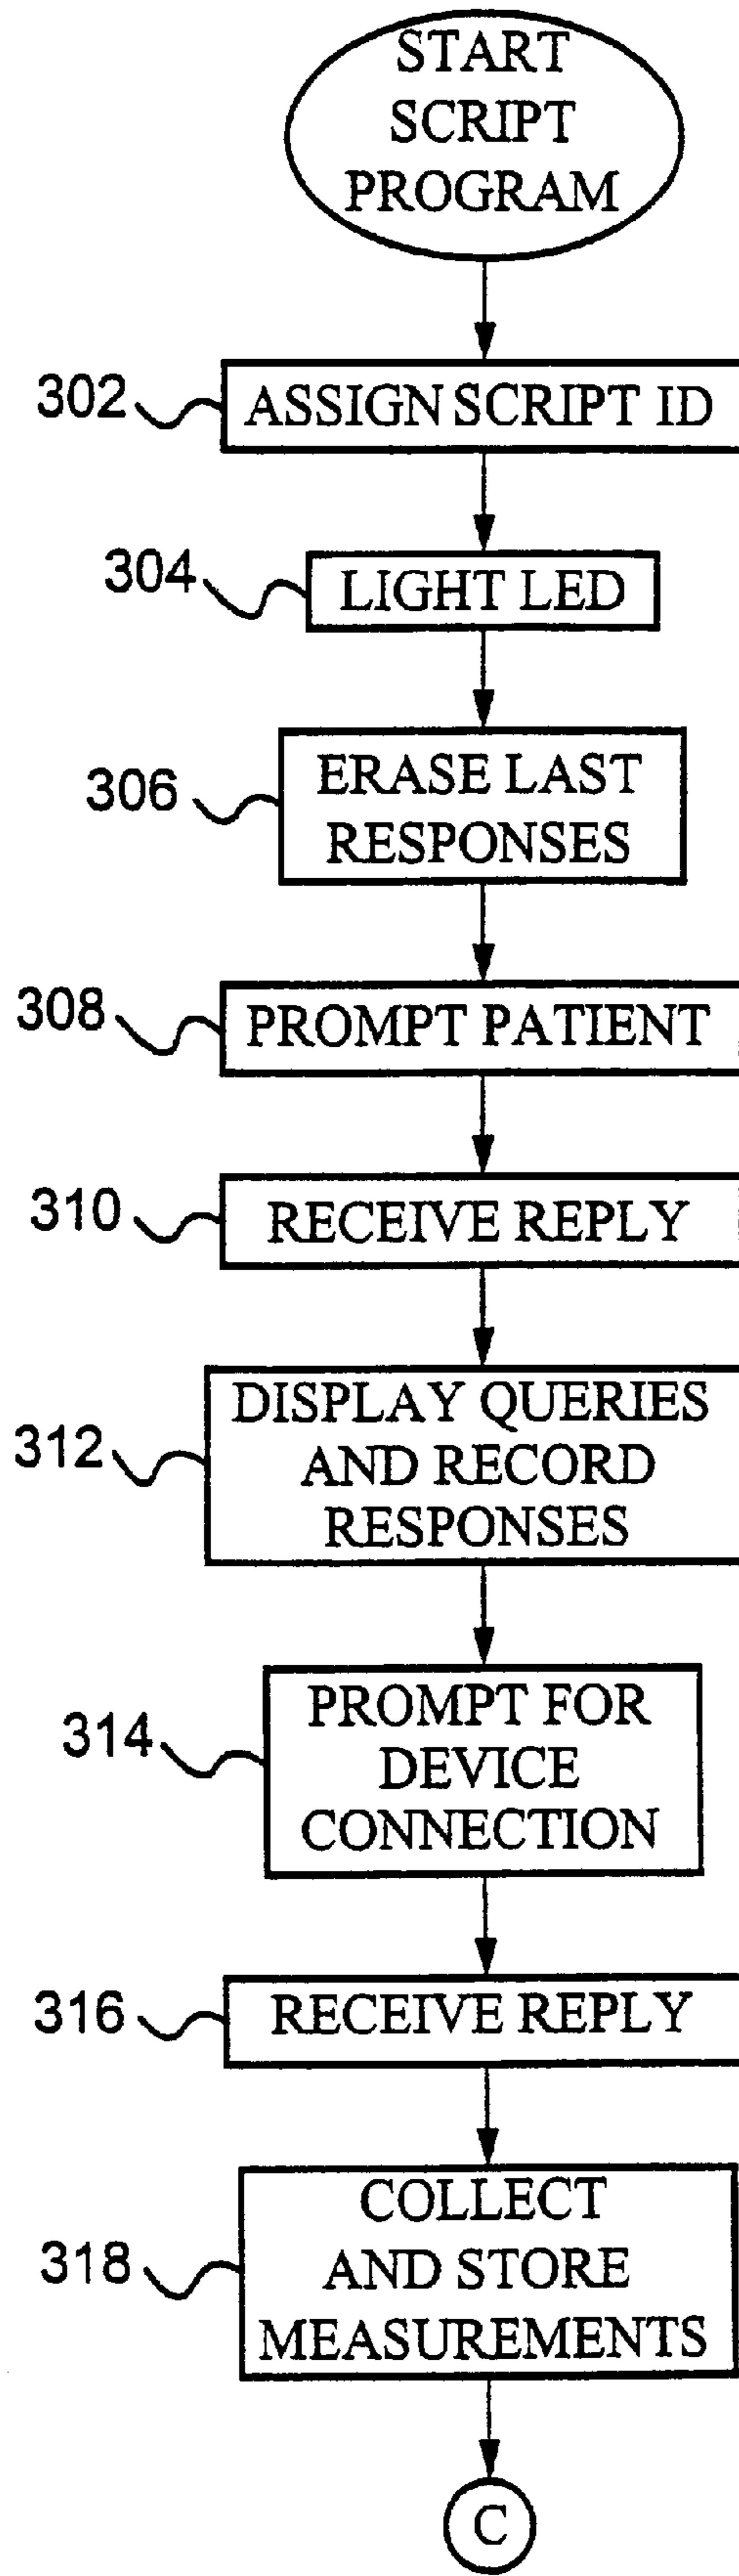 START
SCRIPT
PROGRAM
302 ASSIGN SCRIPT ID
304 LIGHT LED
306 ERASE LAST
RESPONSES
308 PROMPT PATIENT
310 RECEIVE REPLY
312 DISPLAY QUERIES
AND RECORD
RESPONSES
314 PROMPT FOR
DEVICE
CONNECTION
316 RECEIVE REPLY
318 COLLECT
AND STORE
MEASUREMENTS
C